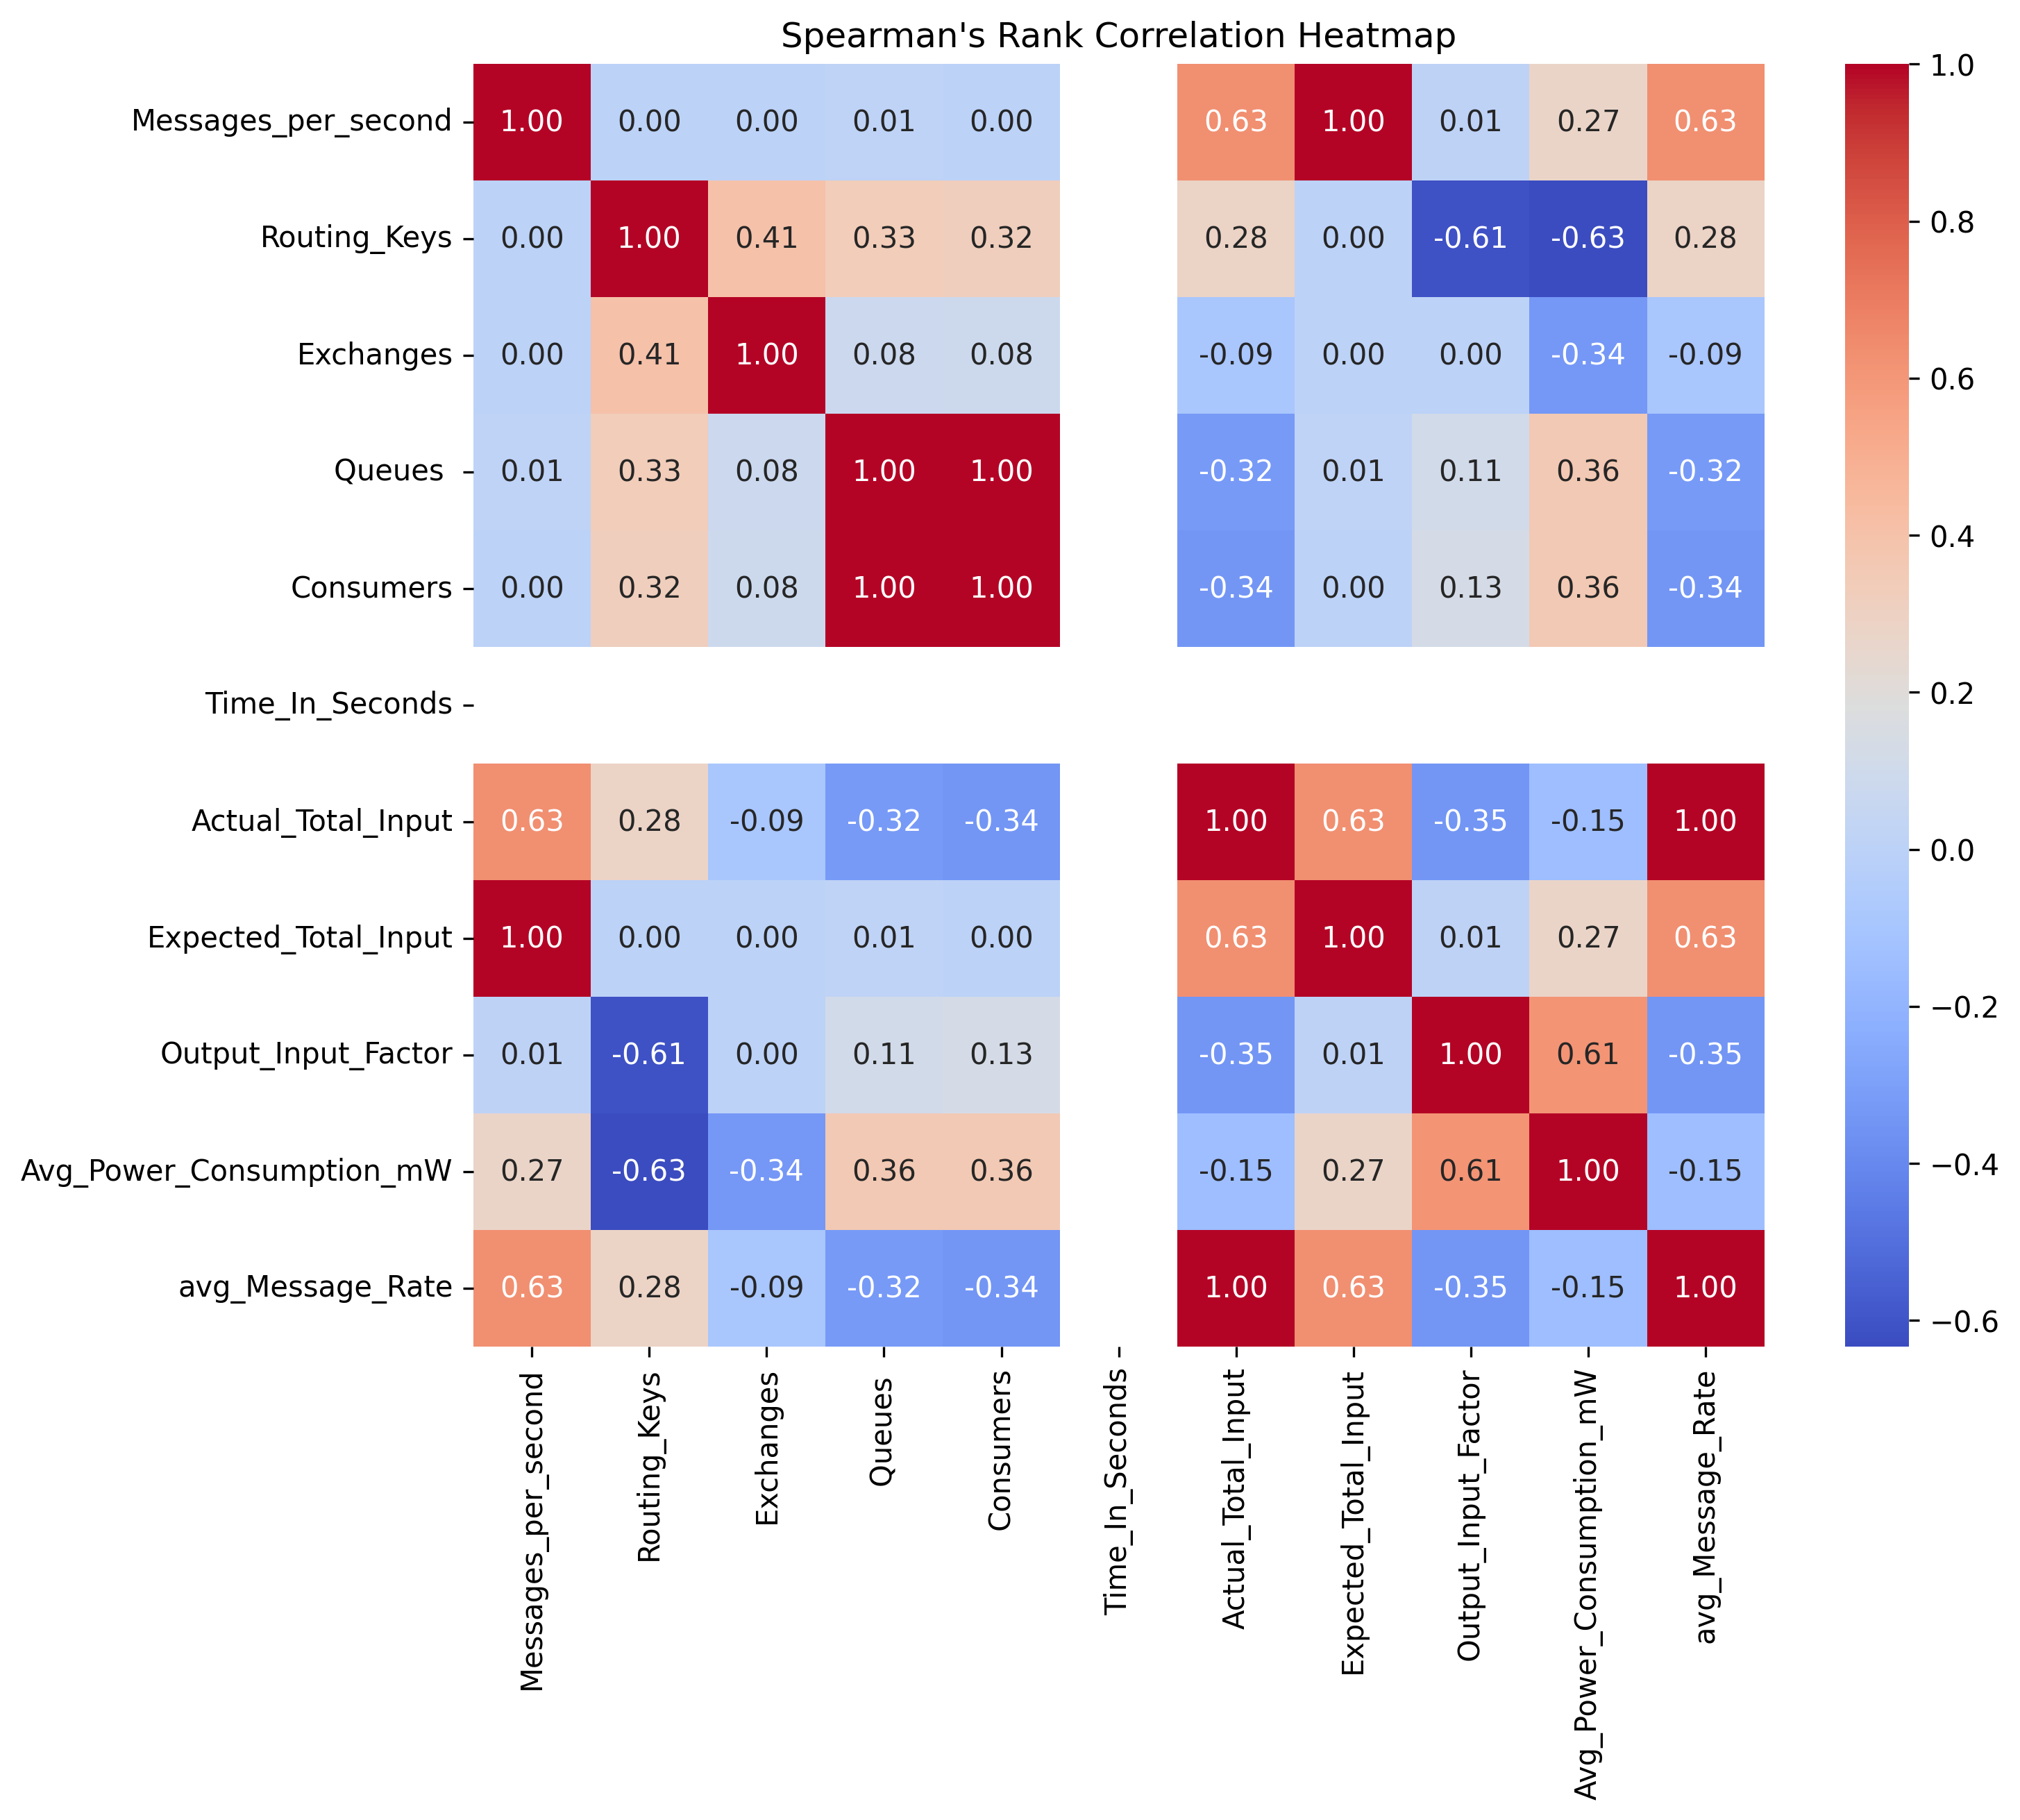 Spearman's Rank Correlation Heatmap
Messages_per_second 1.00 0.00 0.00 0.01 0.00 0.63 1.00 0.01 0.27 0.63
Routing_Keys 0.00 1.00 0.41 0.33 0.32 0.28 0.00 -0.61 -0.63 0.28
Exchanges 0.00 0.41 1.00 0.08 0.08 -0.09 0.00 0.00 -0.34 -0.09
Queues 0.01 0.33 0.08 1.00 1.00 -0.32 0.01 0.11 0.36 -0.32
Consumers 0.00 0.32 0.08 1.00 1.00 -0.34 0.00 0.13 0.36 -0.34
Time_In_Seconds
Actual_Total_Input 0.63 0.28 -0.09 -0.32 -0.34 1.00 0.63 -0.35 -0.15 1.00
Expected_Total_Input 1.00 0.00 0.00 0.01 0.00 0.63 1.00 0.01 0.27 0.63
Output_Input_Factor 0.01 -0.61 0.00 0.11 0.13 -0.35 0.01 1.00 0.61 -0.35
Avg_Power_Consumption_mW 0.27 -0.63 -0.34 0.36 0.36 -0.15 0.27 0.61 1.00 -0.15
avg_Message_Rate 0.63 0.28 -0.09 -0.32 -0.34 1.00 0.63 -0.35 -0.15 1.00
Messages_per_second
Routing_Keys
Exchanges
Queues
Consumers
Time_In_Seconds
Actual_Total_Input
Expected_Total_Input
Output_Input_Factor
Avg_Power_Consumption_mW
avg_Message_Rate
1.0
0.8
0.6
0.4
0.2
0.0
−0.2
−0.4
−0.6